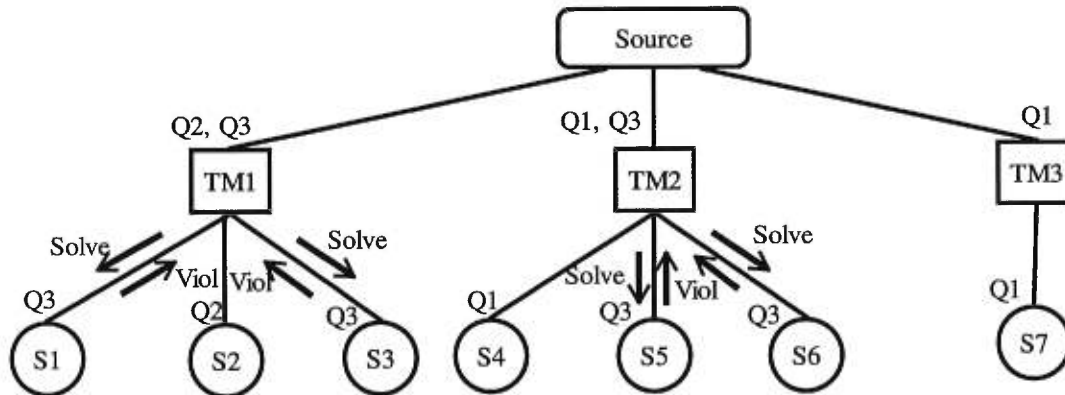 Source
Q2, Q3
Q1, Q3
Q1
TM1
TM2
TM3
Solve
Solve
Solve
Viol
Viol
Solve
Viol
Q3
Q2
Q3
Q1
Q3
Q3
Q1
S1
S2
S3
S4
S5
S6
S7